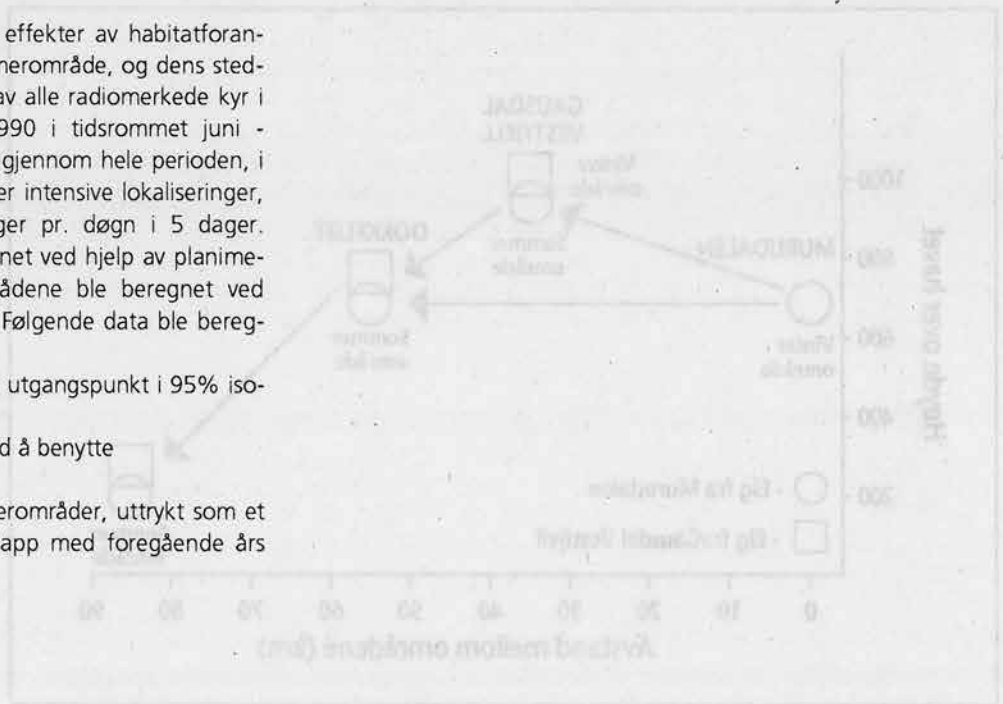 effekter av habitatforan-
nerområde, og dens sted-
av alle radiomerkede kyr i
990 i tidsrommet juni -
gjennom hele perioden, i
er intensive lokaliseringer,
ger pr. døgn i 5 dager.
net ved hjelp av planime-
rådene ble beregnet ved
Følgende data ble bereg-
utgangspunkt i 95% iso-
d å benytte
erområder, uttrykt som et
app med foregående års
GAUSDAL
VESTFJELL
Vinter
område
Sommer
område
DOKKFLØY
Sommer
område
MURUDALEN
Vinter
område
1000
800
600
400
200
Høyde over havet
- Elg fra Murudalen
- Elg fra Gausdal Vestfjell
90 80 70 60 50 40 30 20 10 0
Avstand mellom områdene (km)